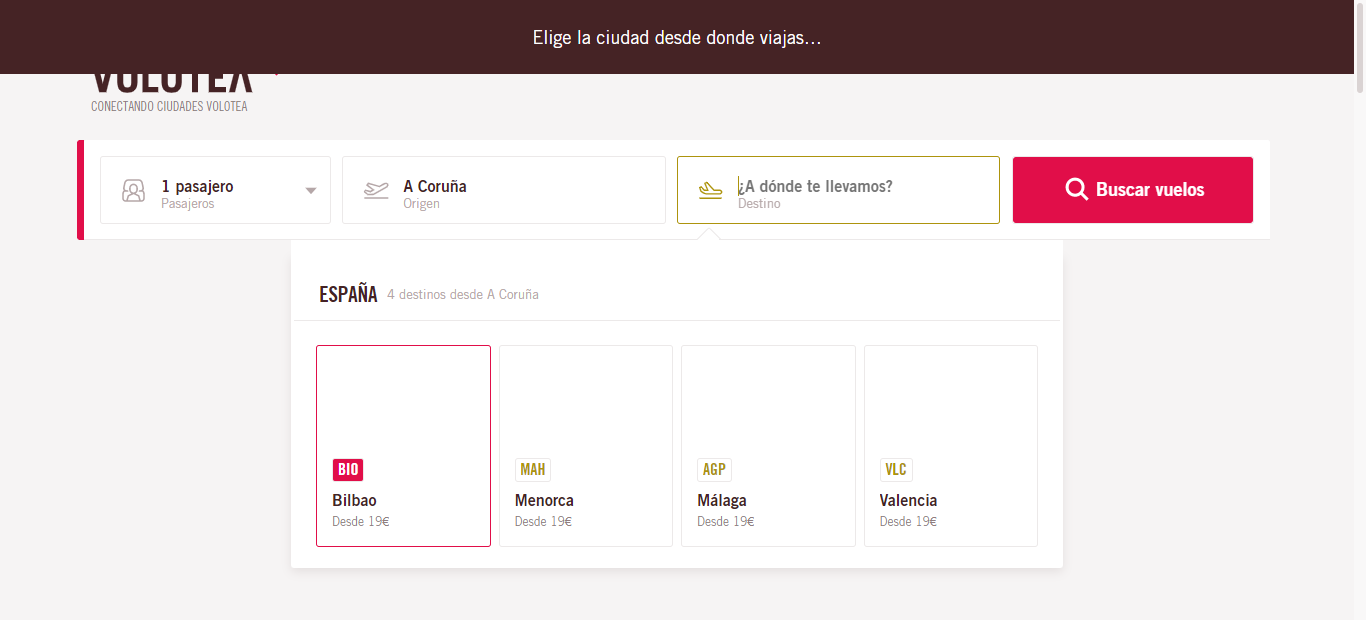 Elige la ciudad desde donde viajas...
VOLOTEA
CONECTANDO CIUDADES VOLOTEA
1 pasajero
Pasajeros
A Coruña
Origen
¿A dónde te llevamos?
Destino
Buscar vuelos
ESPAÑA 4 destinos desde A Coruña
BIO
Bilbao
Desde 19€
MAH
Menorca
Desde 19€
AGP
Málaga
Desde 19€
VLC
Valencia
Desde 19€